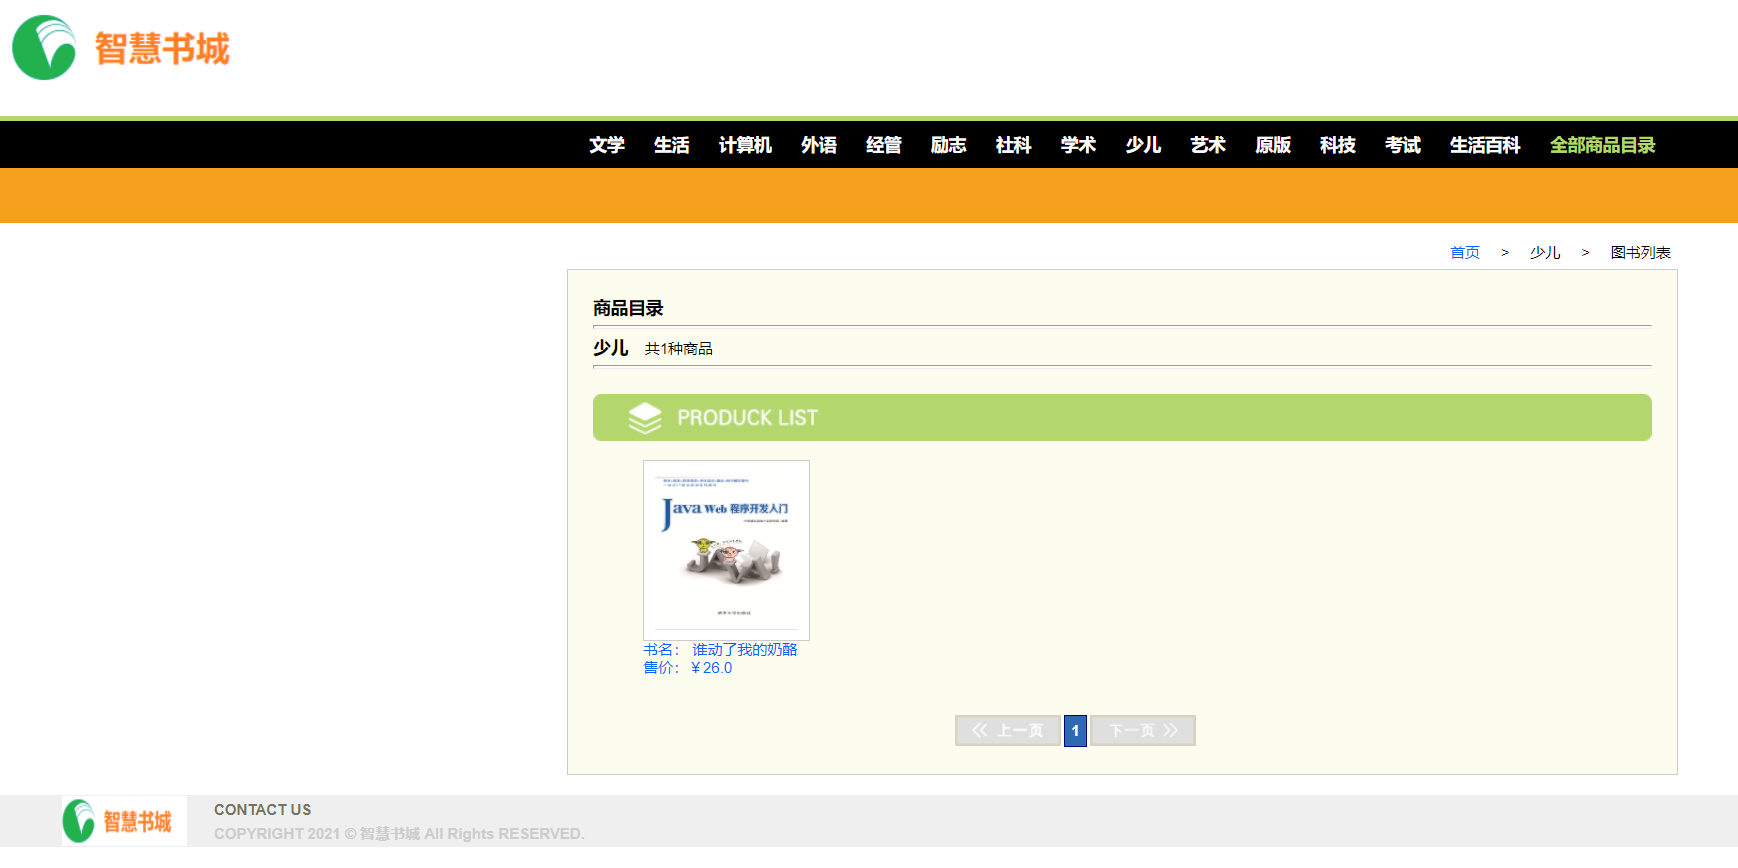 智慧书城
文学 生活 计算机 外语 经管 励志 社科 学术 少儿 艺术 原版 科技 考试 生活百科 全部商品目录
首页 > 少儿 > 图书列表
商品目录
少儿 共1种商品
PRODUCK LIST
Java Web 程序开发入门
书名： 谁动了我的奶酪
售价：￥26.0
上一页 1 下一页
智慧书城
CONTACT US
COPYRIGHT 2021 © 智慧书城 All Rights RESERVED.